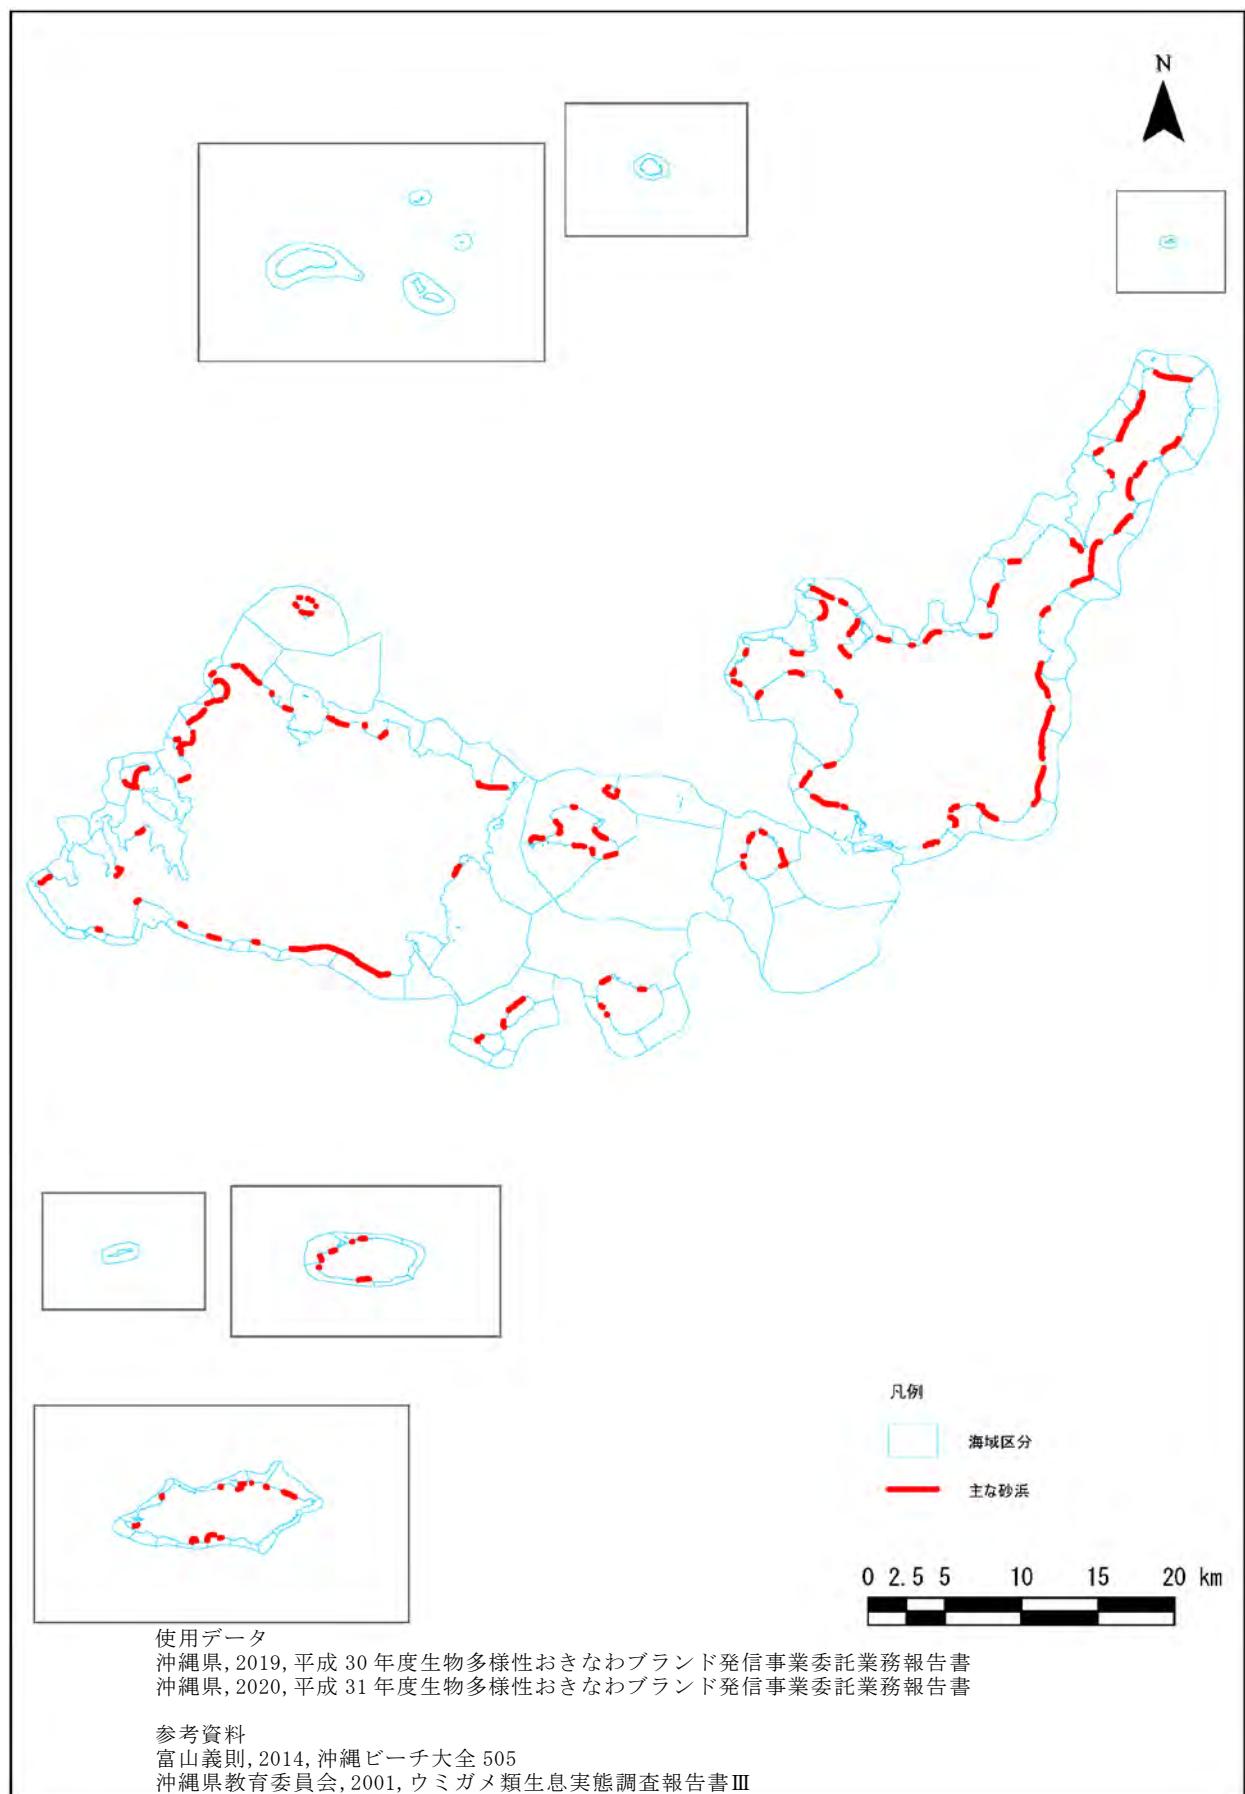 N
凡例
海域区分
主な砂浜
0 2.5 5 10 15 20 km
使用データ
沖縄県,2019,平成 30 年度生物多様性おきなわブランド発信事業委託業務報告書
沖縄県,2020,平成 31 年度生物多様性おきなわブランド発信事業委託業務報告書
参考資料
富山義則,2014,沖縄ビーチ大全 505
沖縄県教育委員会,2001,ウミガメ類生息実態調査報告書Ⅲ